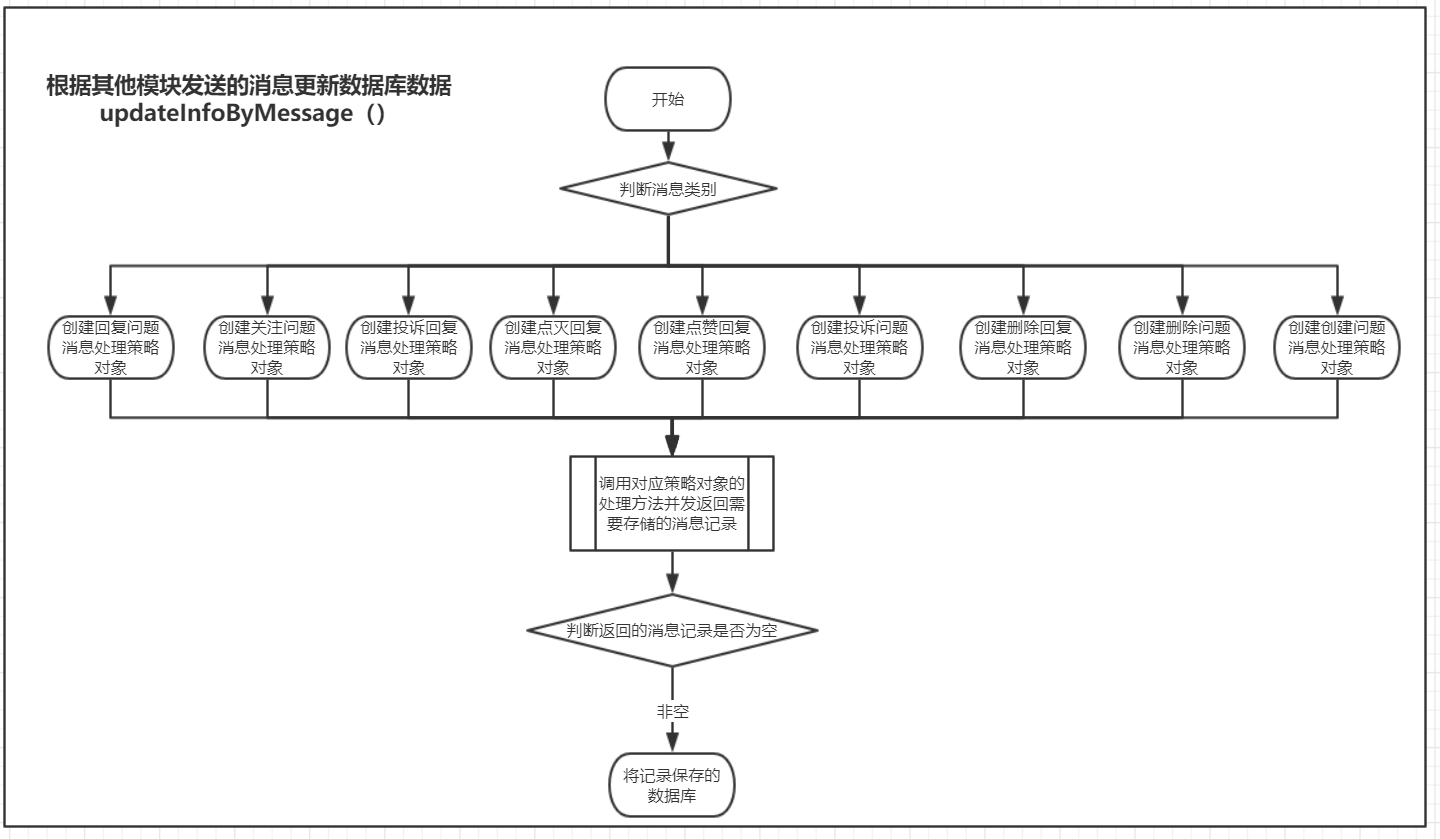 根据其他模块发送的消息更新数据库数据
updateInfoByMessage（）
开始
判断消息类别
创建回复问题
消息处理策略
对象
创建关注问题
消息处理策略
对象
创建投诉回复
消息处理策略
对象
创建点灭回复
消息处理策略
对象
创建点赞回复
消息处理策略
对象
创建投诉问题
消息处理策略
对象
创建删除回复
消息处理策略
对象
创建删除问题
消息处理策略
对象
创建创建问题
消息处理策略
对象
调用对应策略对象的
处理方法并发返回需
要存储的消息记录
判断返回的消息记录是否为空
非空
将记录保存的
数据库